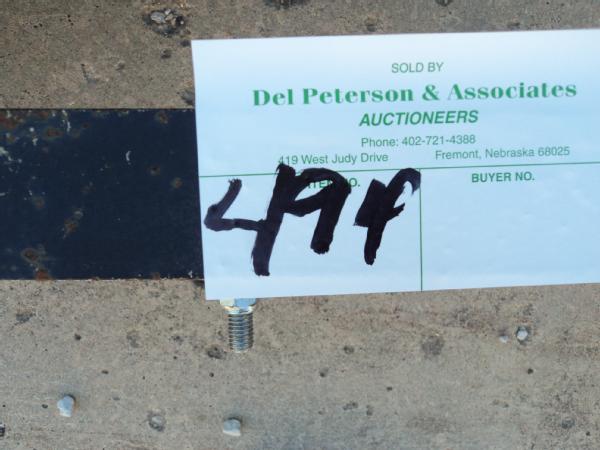 SOLD BY
Del Peterson & Associates
AUCTIONEERS
Phone: 402-721-4388
419 West Judy Drive Fremont, Nebraska 68025
NO. BUYER NO.